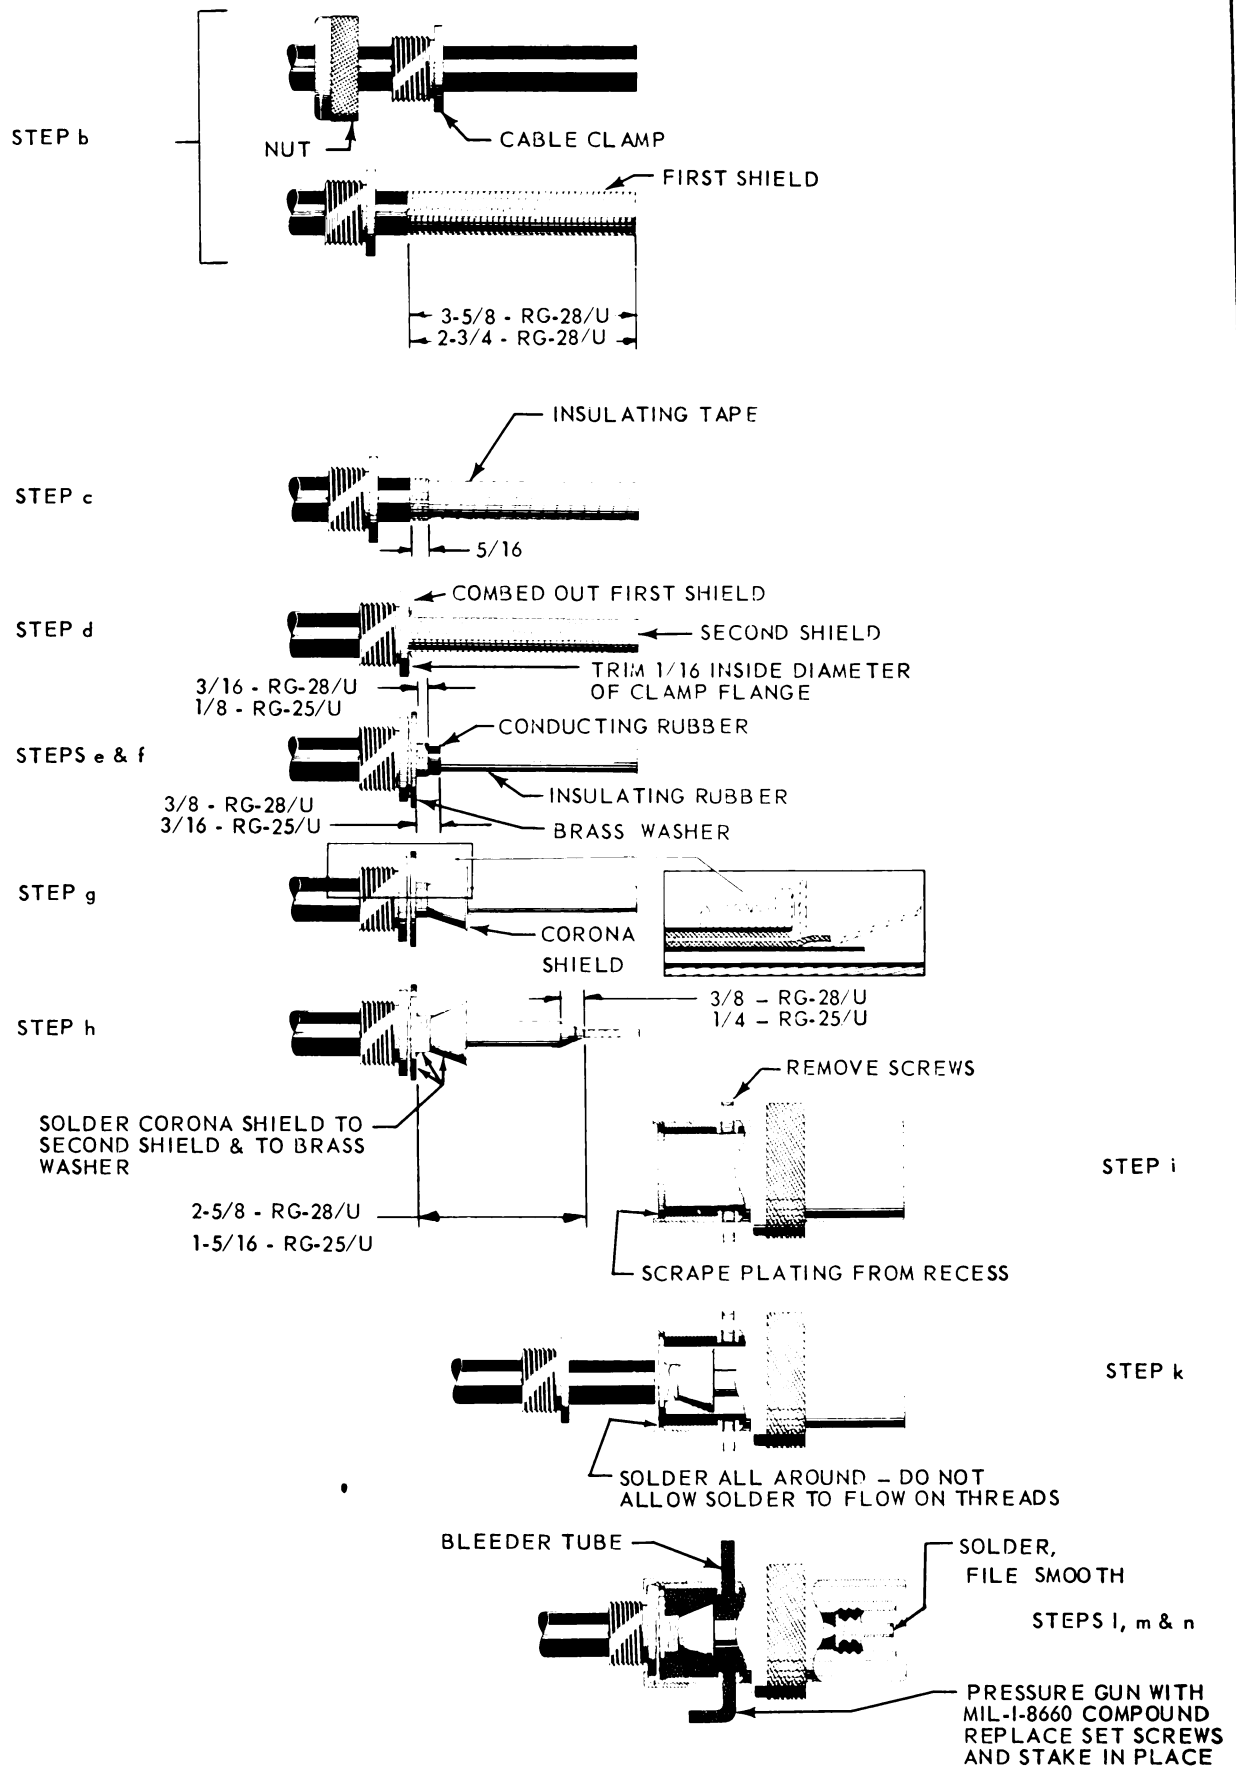 STEP b
NUT
CABLE CLAMP
FIRST SHIELD
3-5/8 - RG-28/U
2-3/4 - RG-28/U
INSULATING TAPE
STEP c
5/16
COMBED OUT FIRST SHIELD
STEP d
SECOND SHIELD
TRIM 1/16 INSIDE DIAMETER
OF CLAMP FLANGE
3/16 - RG-28/U
1/8 - RG-25/U
CONDUCTING RUBBER
STEPS e & f
INSULATING RUBBER
3/8 - RG-28/U
3/16 - RG-25/U
BRASS WASHER
STEP g
CORONA
SHIELD
3/8 – RG-28/U
1/4 – RG-25/U
STEP h
REMOVE SCREWS
SOLDER CORONA SHIELD TO
SECOND SHIELD & TO BRASS
WASHER
STEP i
2-5/8 - RG-28/U
1-5/16 - RG-25/U
SCRAPE PLATING FROM RECESS
STEP k
SOLDER ALL AROUND – DO NOT
ALLOW SOLDER TO FLOW ON THREADS
BLEEDER TUBE
SOLDER,
FILE SMOOTH
STEPS l, m & n
PRESSURE GUN WITH
MIL-I-8660 COMPOUND
REPLACE SET SCREWS
AND STAKE IN PLACE